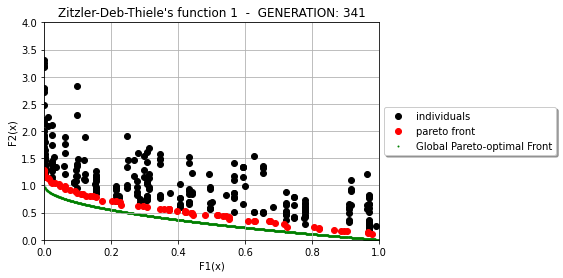 Zitzler-Deb-Thiele's function 1  -  GENERATION: 341
4.0
3.5
3.0
2.5
2.0
1.5
1.0
0.5
0.0
F2(x)
0.0 0.2 0.4 0.6 0.8 1.0
F1(x)
individuals
pareto front
Global Pareto-optimal Front